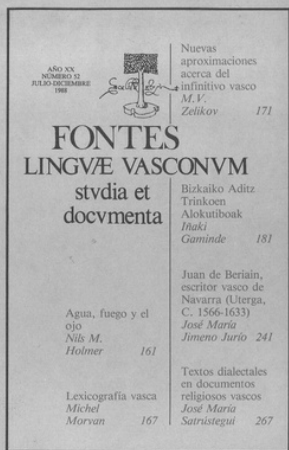 AÑO XX
NÚMERO 52
JULIO-DICIEMBRE
1988
FONTES
LINGVÆ VASCONVM
stvdia et
docvmenta
Agua, fuego y el
ojo
Nils M.
Holmer 161
Lexicografía vasca
Michel
Morvan 167
Nuevas
aproximaciones
acerca del
infinitivo vasco
M.V.
Zelikov 171
Bizkaiko Aditz
Trinkoen
Alokutiboak
Iñaki
Gaminde 181
Juan de Beriain,
escritor vasco de
Navarra (Uterga,
C. 1566-1633)
José María
Jimeno Jurío 241
Textos dialectales
en documentos
religiosos vascos
José María
Satrústegui 267